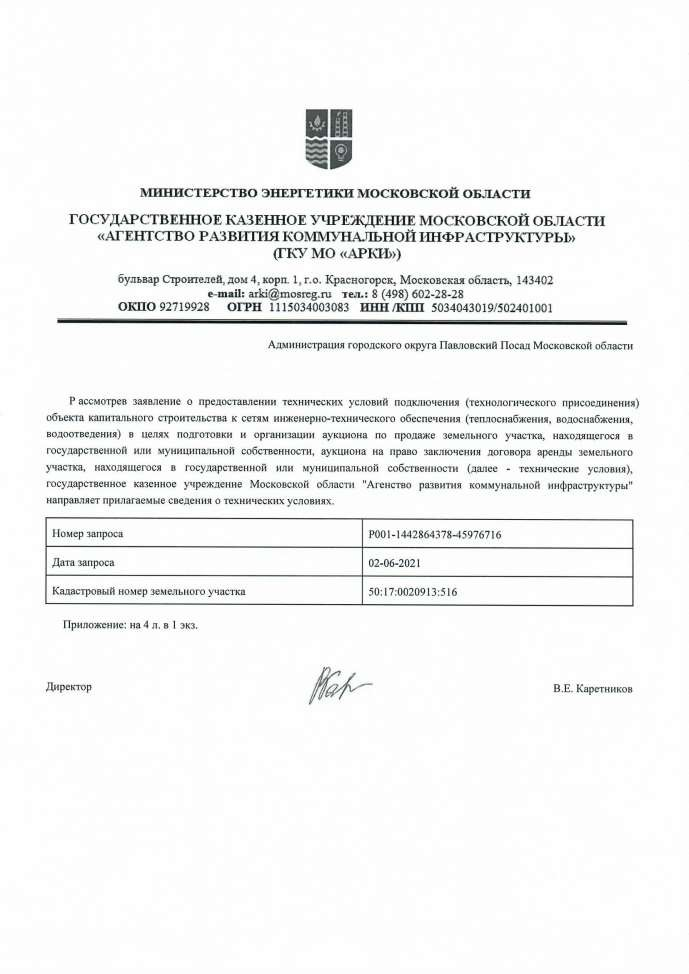 МИНИСТЕРСТВО ЭНЕРГЕТИКИ МОСКОВСКОЙ ОБЛАСТИ
ГОСУДАРСТВЕННОЕ КАЗЕННОЕ УЧРЕЖДЕНИЕ МОСКОВСКОЙ ОБЛАСТИ
«АГЕНТСТВО РАЗВИТИЯ КОММУНАЛЬНОЙ ИНФРАСТРУКТУРЫ»
(ГКУ МО «АРКИ»)
бульвар Строителей, дом 4, корп. 1, г.о. Красногорск, Московская область, 143402
e-mail: arki@mosreg.ru тел.: 8 (498) 602-28-28
ОКПО 92719928 ОГРН 1115034003083 ИНН /КПП 5034043019/502401001
Администрация городского округа Павловский Посад Московской области
Р ассмотрев заявление о предоставлении технических условий подключения (технологического присоединения)
объекта капитального строительства к сетям инженерно-технического обеспечения (теплоснабжения, водоснабжения,
водоотведения) в целях подготовки и организации аукциона по продаже земельного участка, находящегося в
государственной или муниципальной собственности, аукциона на право заключения договора аренды земельного
участка, находящегося в государственной или муниципальной собственности (далее - технические условия),
государственное казенное учреждение Московской области "Агенство развития коммунальной инфраструктуры"
направляет прилагаемые сведения о технических условиях.
Номер запроса P001-1442864378-45976716
Дата запроса 02-06-2021
Кадастровый номер земельного участка 50:17:0020913:516
Приложение: на 4 л. в 1 экз.
Директор В.Е. Каретников